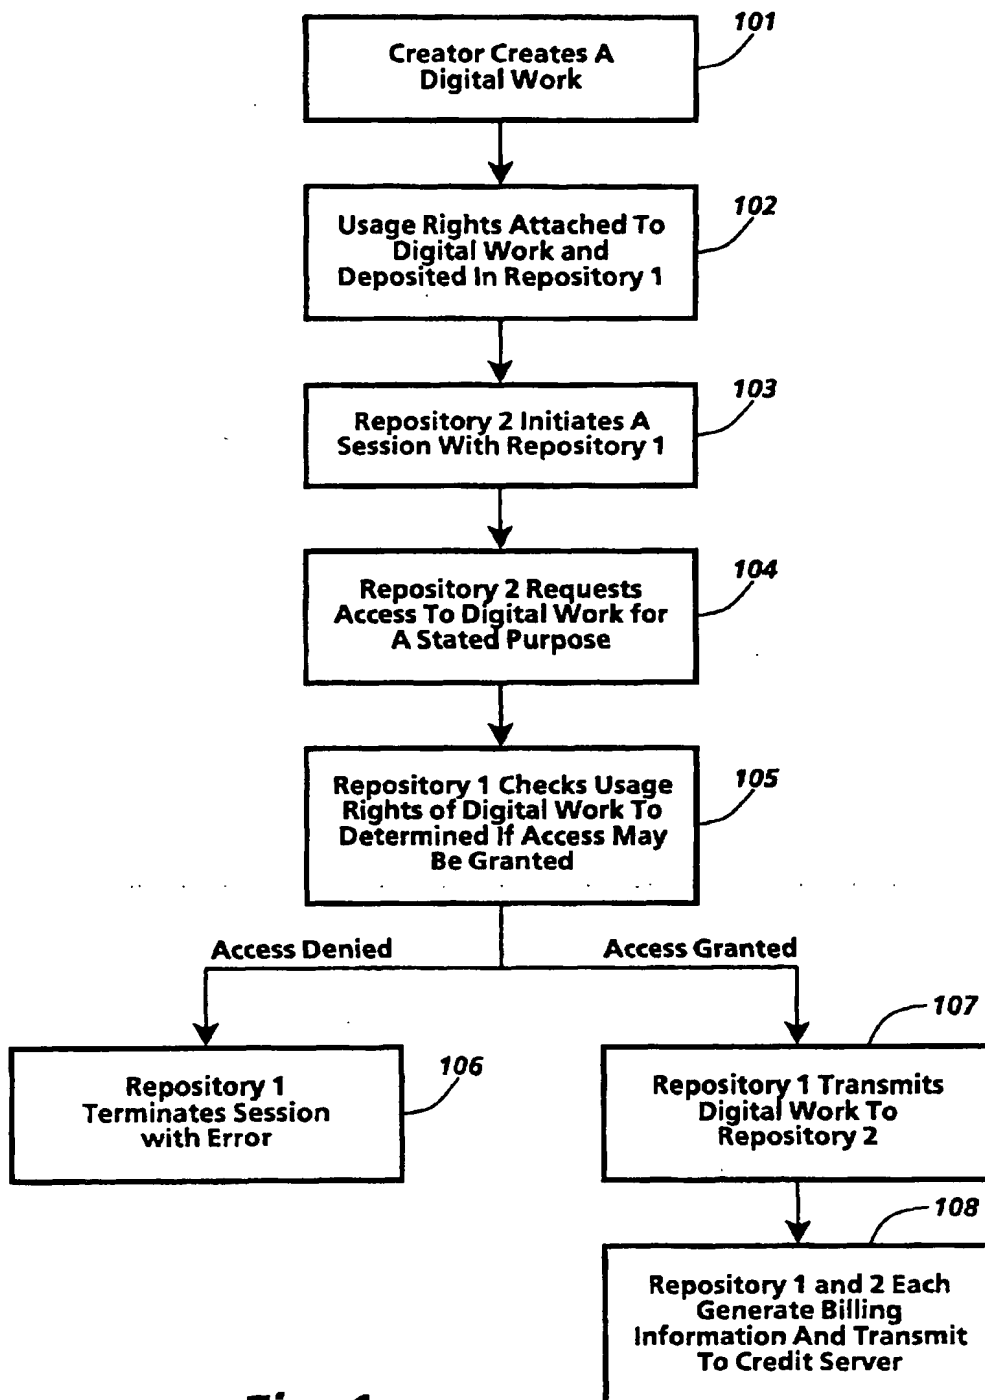 101
Creator Creates A
Digital Work
102
Usage Rights Attached To
Digital Work and
Deposited In Repository 1
103
Repository 2 Initiates A
Session With Repository 1
104
Repository 2 Requests
Access To Digital Work for
A Stated Purpose
105
Repository 1 Checks Usage
Rights of Digital Work To
Determined If Access May
Be Granted
Access Denied
Access Granted
106
Repository 1
Terminates Session
with Error
107
Repository 1 Transmits
Digital Work To
Repository 2
108
Repository 1 and 2 Each
Generate Billing
Information And Transmit
To Credit Server